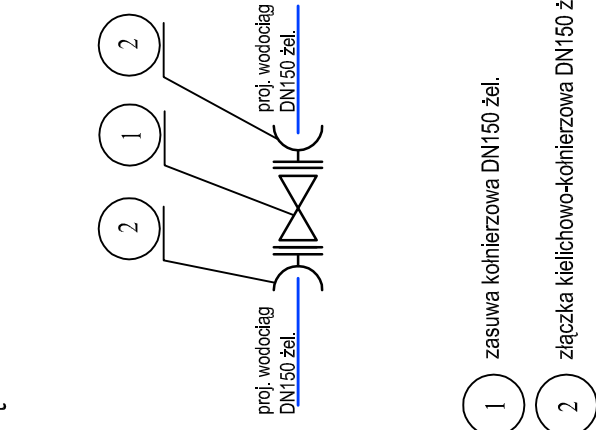 2
1
2
proj. wodociąg
DN150 żel.
proj. wodociąg
DN150 żel.
1 zasuwa kołnierzowa DN150 żel.
2 złączka kielichowo-kołnierzowa DN150